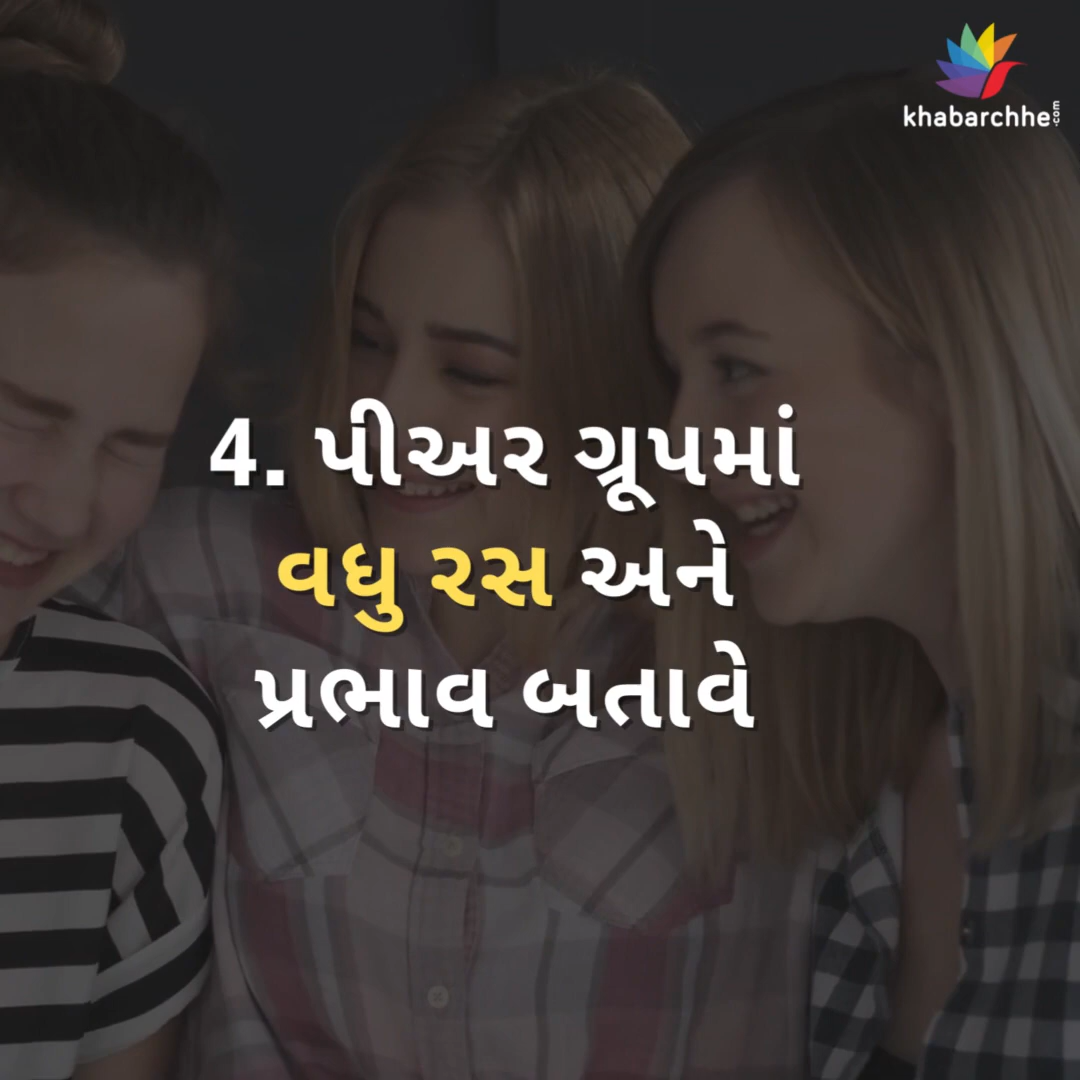 khabarchhe.com
4. પીઅર ગ્રૂપમાં
વધુ રસ અને
પ્રભાવ બતાવે